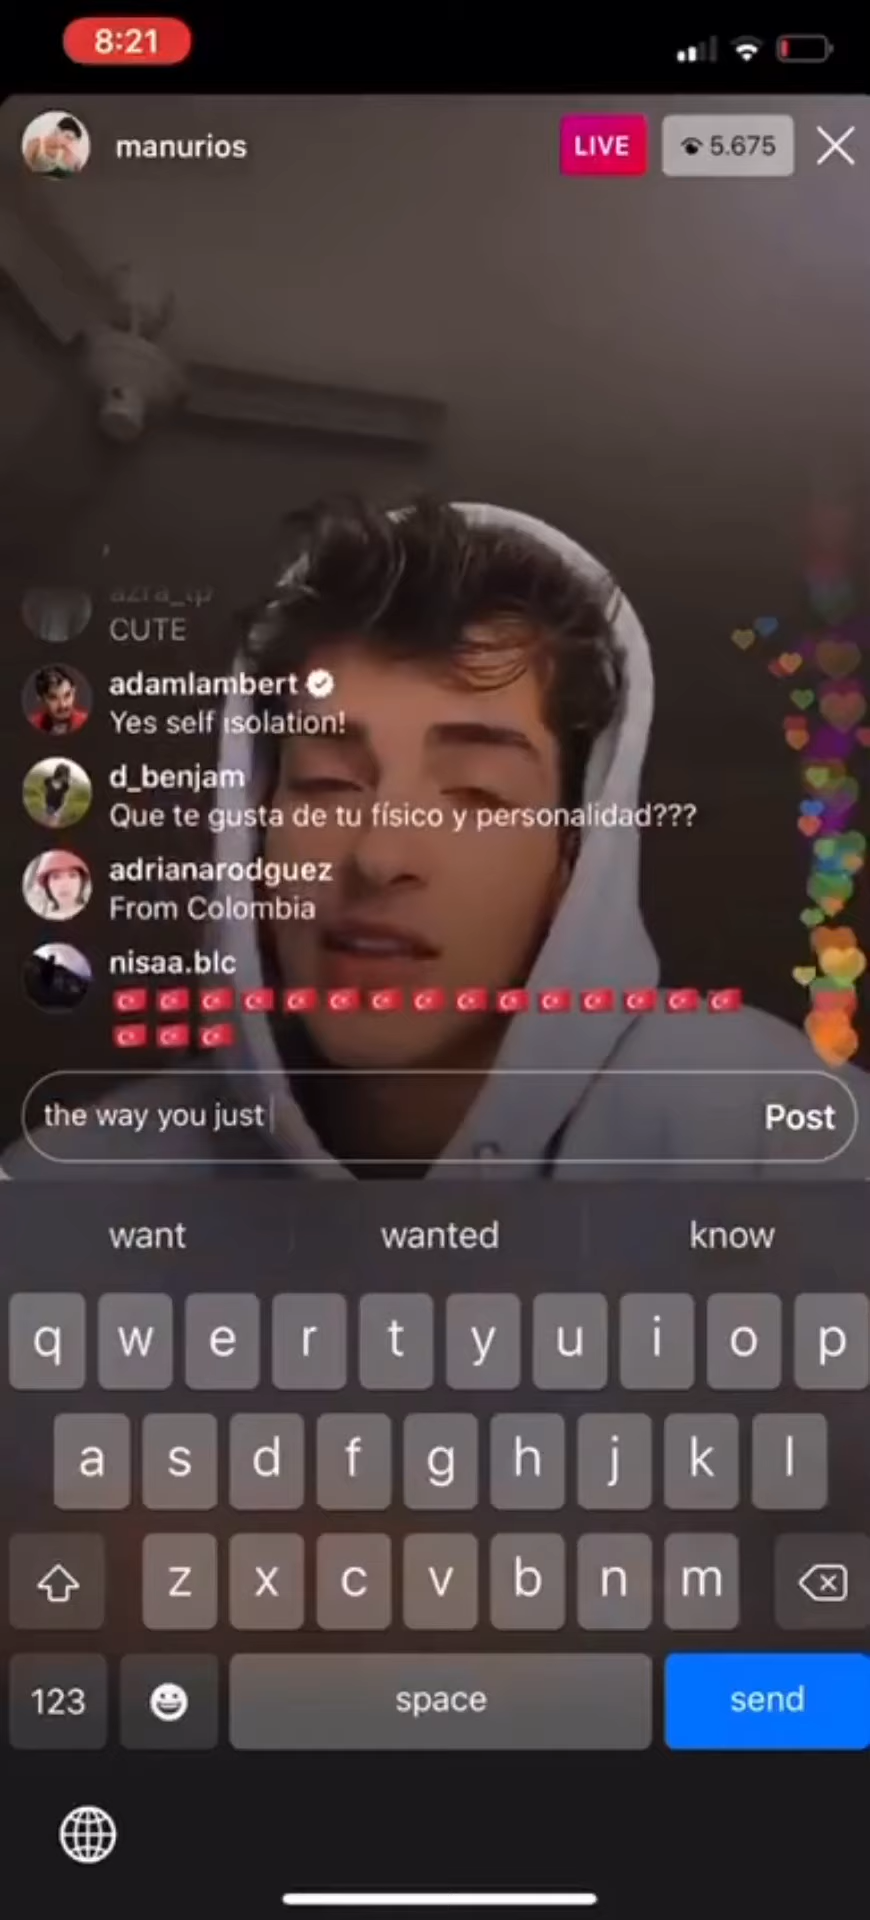 8:21
manurios
LIVE
5.675
azra_tp
CUTE
adamlambert
Yes self isolation!
d_benjam
Que te gusta de tu físico y personalidad???
adrianarodguez
From Colombia
nisaa.blc
🇹🇷🇹🇷🇹🇷🇹🇷🇹🇷🇹🇷🇹🇷🇹🇷🇹🇷🇹🇷🇹🇷🇹🇷🇹🇷🇹🇷🇹🇷
🇹🇷🇹🇷🇹🇷
the way you just
Post
want wanted know
q w e r t y u i o p
a s d f g h j k l
z x c v b n m
123 space send